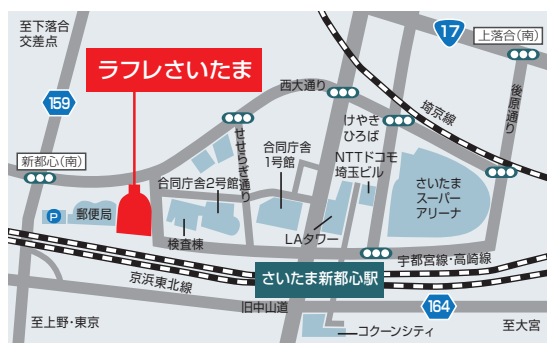 至下落合
交差点
17
上落合(南)
ラフレさいたま
159
西大通り
埼京線
後原通り
けやき
ひろば
せせらぎ通り
新都心(南)
合同庁舎
1号館
NTTドコモ
埼玉ビル
合同庁舎2号館
さいたま
スーパー
アリーナ
P
郵便局
検査棟
LAタワー
宇都宮線・高崎線
京浜東北線
さいたま新都心駅
旧中山道
164
至上野・東京
コクーンシティ
至大宮